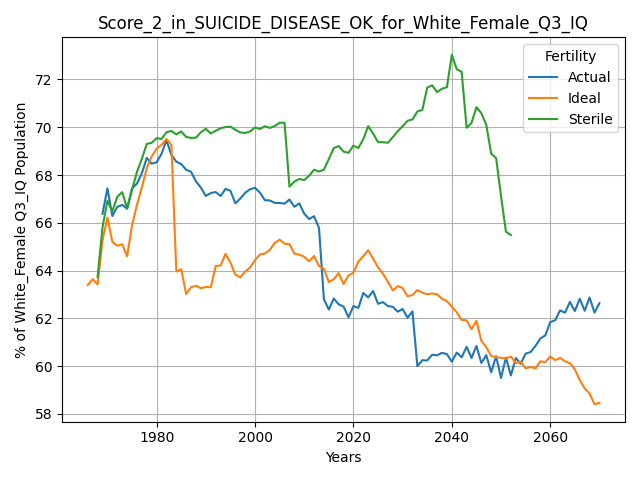 Score_2_in_SUICIDE_DISEASE_OK_for_White_Female_Q3_IQ
Fertility
Actual
Ideal
Sterile
% of White_Female Q3_IQ Population
72
70
68
66
64
62
60
58
1980
2000
2020
2040
2060
Years